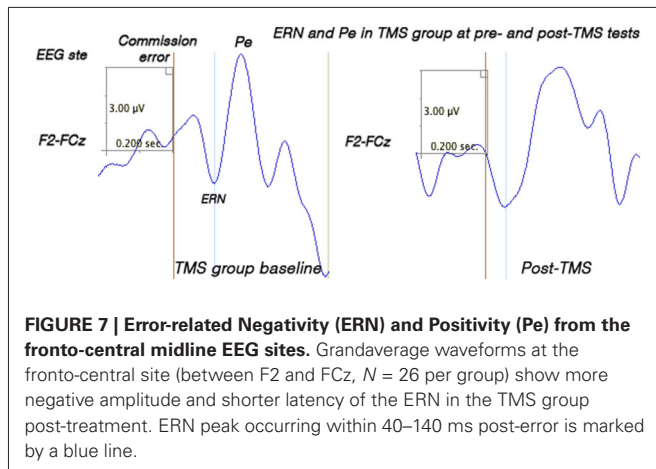 Commission error
Pe
ERN and Pe in TMS group at pre- and post-TMS tests
EEG ste
3.00 µV
F2-FCz
0.200 sec.
ERN
TMS group baseline
3.00 µV
F2-FCz
0.200 sec.
Post-TMS
FIGURE 7 | Error-related Negativity (ERN) and Positivity (Pe) from the
fronto-central midline EEG sites. Grandaverage waveforms at the
fronto-central site (between F2 and FCz, N = 26 per group) show more
negative amplitude and shorter latency of the ERN in the TMS group
post-treatment. ERN peak occurring within 40–140 ms post-error is marked
by a blue line.